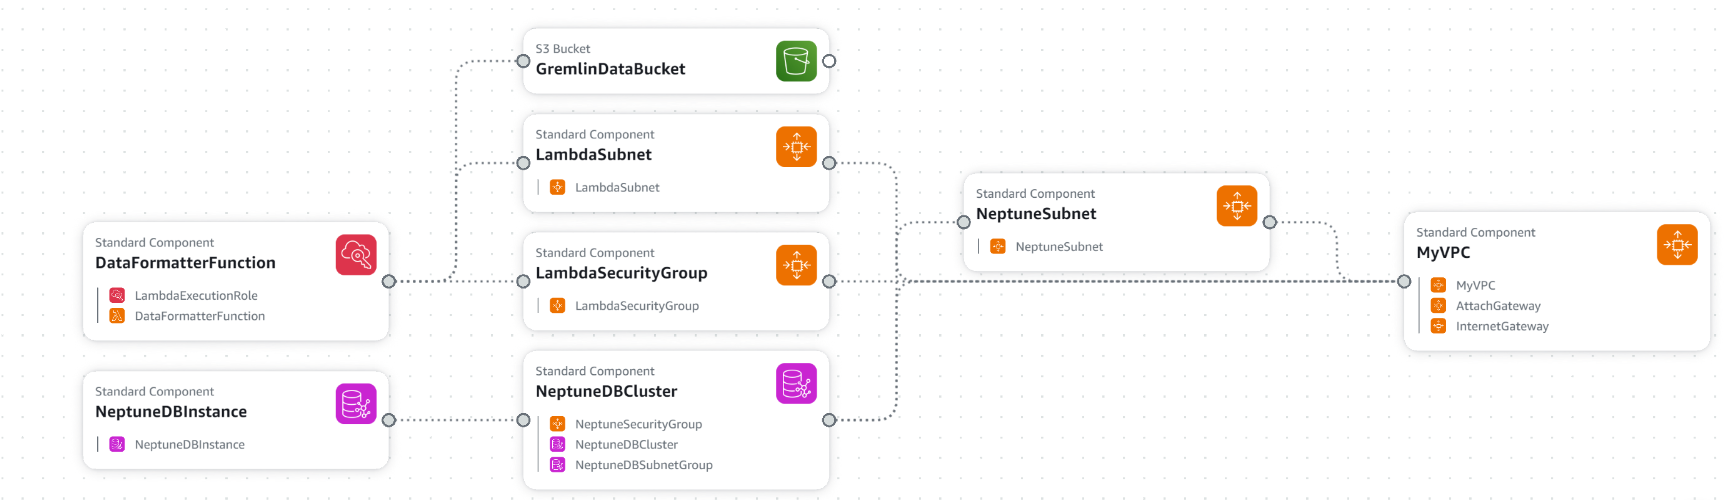 S3 Bucket
GremlinDataBucket
Standard Component
LambdaSubnet
LambdaSubnet
Standard Component
DataFormatterFunction
LambdaExecutionRole
DataFormatterFunction
Standard Component
LambdaSecurityGroup
LambdaSecurityGroup
Standard Component
NeptuneSubnet
NeptuneSubnet
Standard Component
MyVPC
MyVPC
AttachGateway
InternetGateway
Standard Component
NeptuneDBInstance
NeptuneDBInstance
Standard Component
NeptuneDBCluster
NeptuneSecurityGroup
NeptuneDBCluster
NeptuneDBSubnetGroup